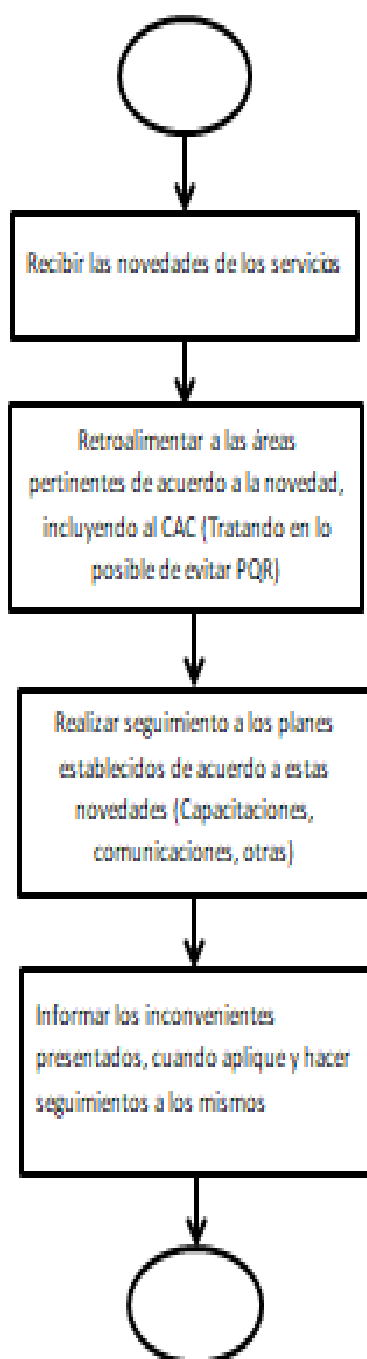 Recibir las novedades de los servicios
Retroalimentar a las áreas
pertinentes de acuerdo a la novedad,
incluyendo al CAC (Tratando en lo
posible de evitar PQR)
Realizar seguimiento a los planes
establecidos de acuerdo a estas
novedades (Capacitaciones,
comunicaciones, otras)
Informar los inconvenientes
presentados, cuando aplique y hacer
seguimientos a los mismos